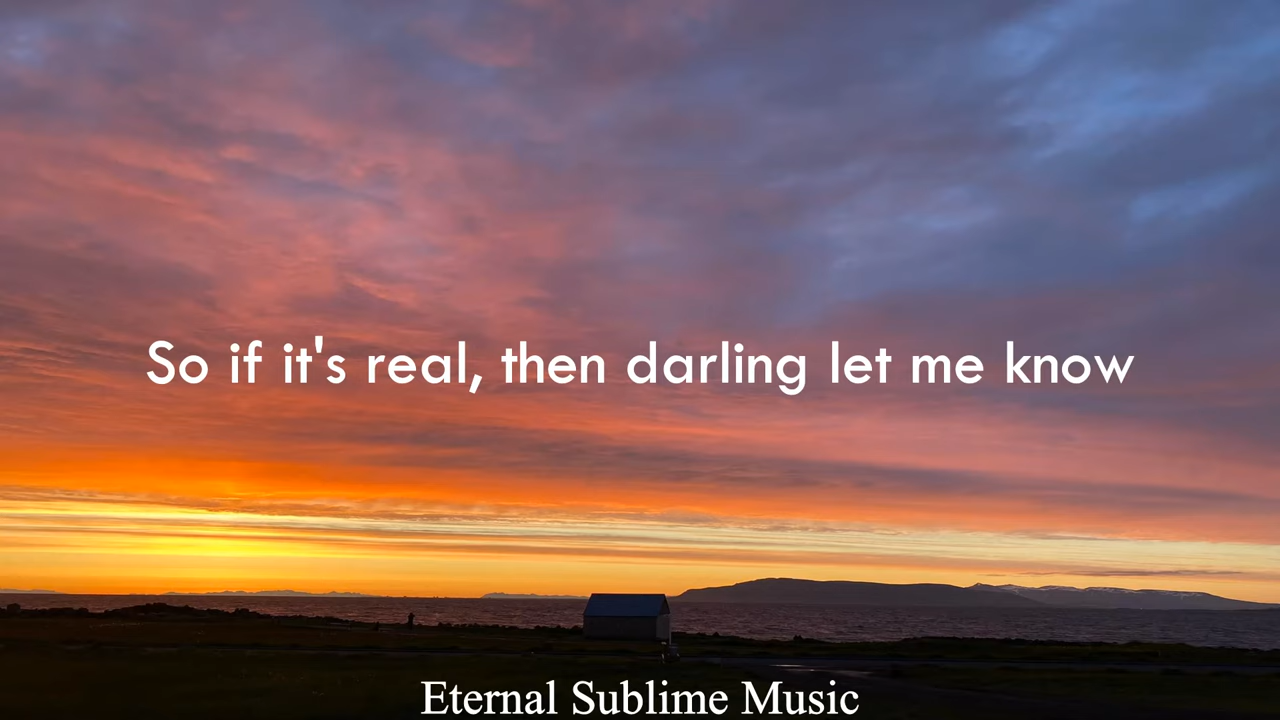 So if it's real, then darling let me know
Eternal Sublime Music